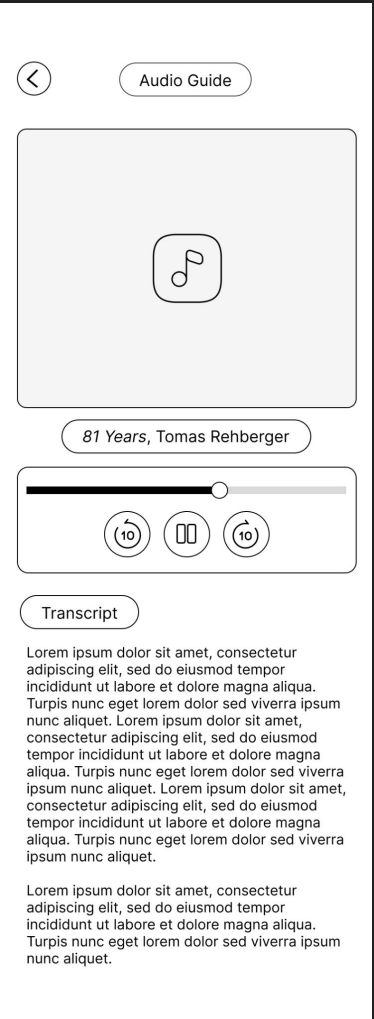 Audio Guide
81 Years, Tomas Rehberger
10
10
Transcript
Lorem ipsum dolor sit amet, consectetur
adipiscing elit, sed do eiusmod tempor
incididunt ut labore et dolore magna aliqua.
Turpis nunc eget lorem dolor sed viverra ipsum
nunc aliquet. Lorem ipsum dolor sit amet,
consectetur adipiscing elit, sed do eiusmod
tempor incididunt ut labore et dolore magna
aliqua. Turpis nunc eget lorem dolor sed viverra
ipsum nunc aliquet. Lorem ipsum dolor sit amet,
consectetur adipiscing elit, sed do eiusmod
tempor incididunt ut labore et dolore magna
aliqua. Turpis nunc eget lorem dolor sed viverra
ipsum nunc aliquet.
Lorem ipsum dolor sit amet, consectetur
adipiscing elit, sed do eiusmod tempor
incididunt ut labore et dolore magna aliqua.
Turpis nunc eget lorem dolor sed viverra ipsum
nunc aliquet.